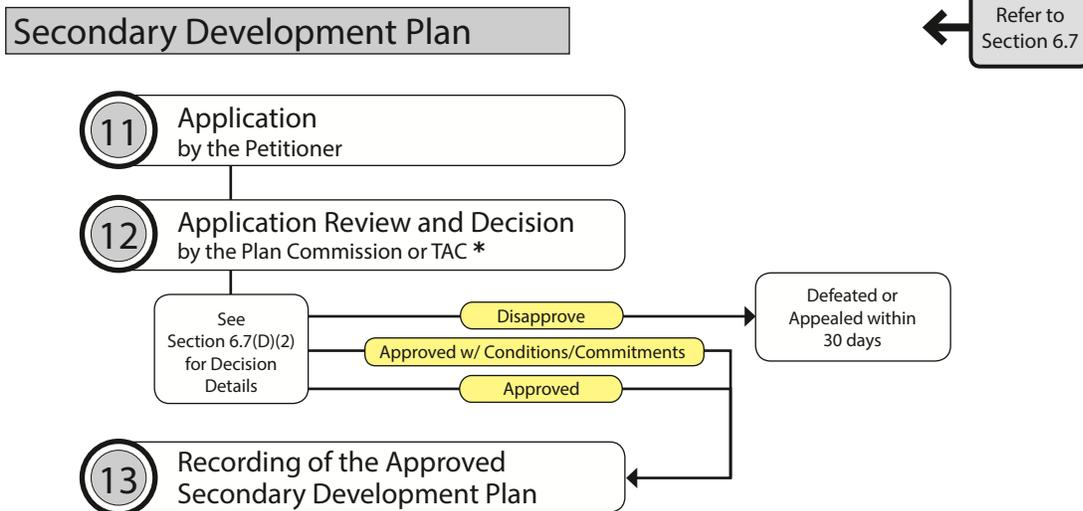 Secondary Development Plan
Refer to
Section 6.7
11
Application
by the Petitioner
12
Application Review and Decision
by the Plan Commission or TAC *
See
Section 6.7(D)(2)
for Decision
Details
Disapprove
Approved w/ Conditions/Commitments
Approved
Defeated or
Appealed within
30 days
13
Recording of the Approved
Secondary Development Plan